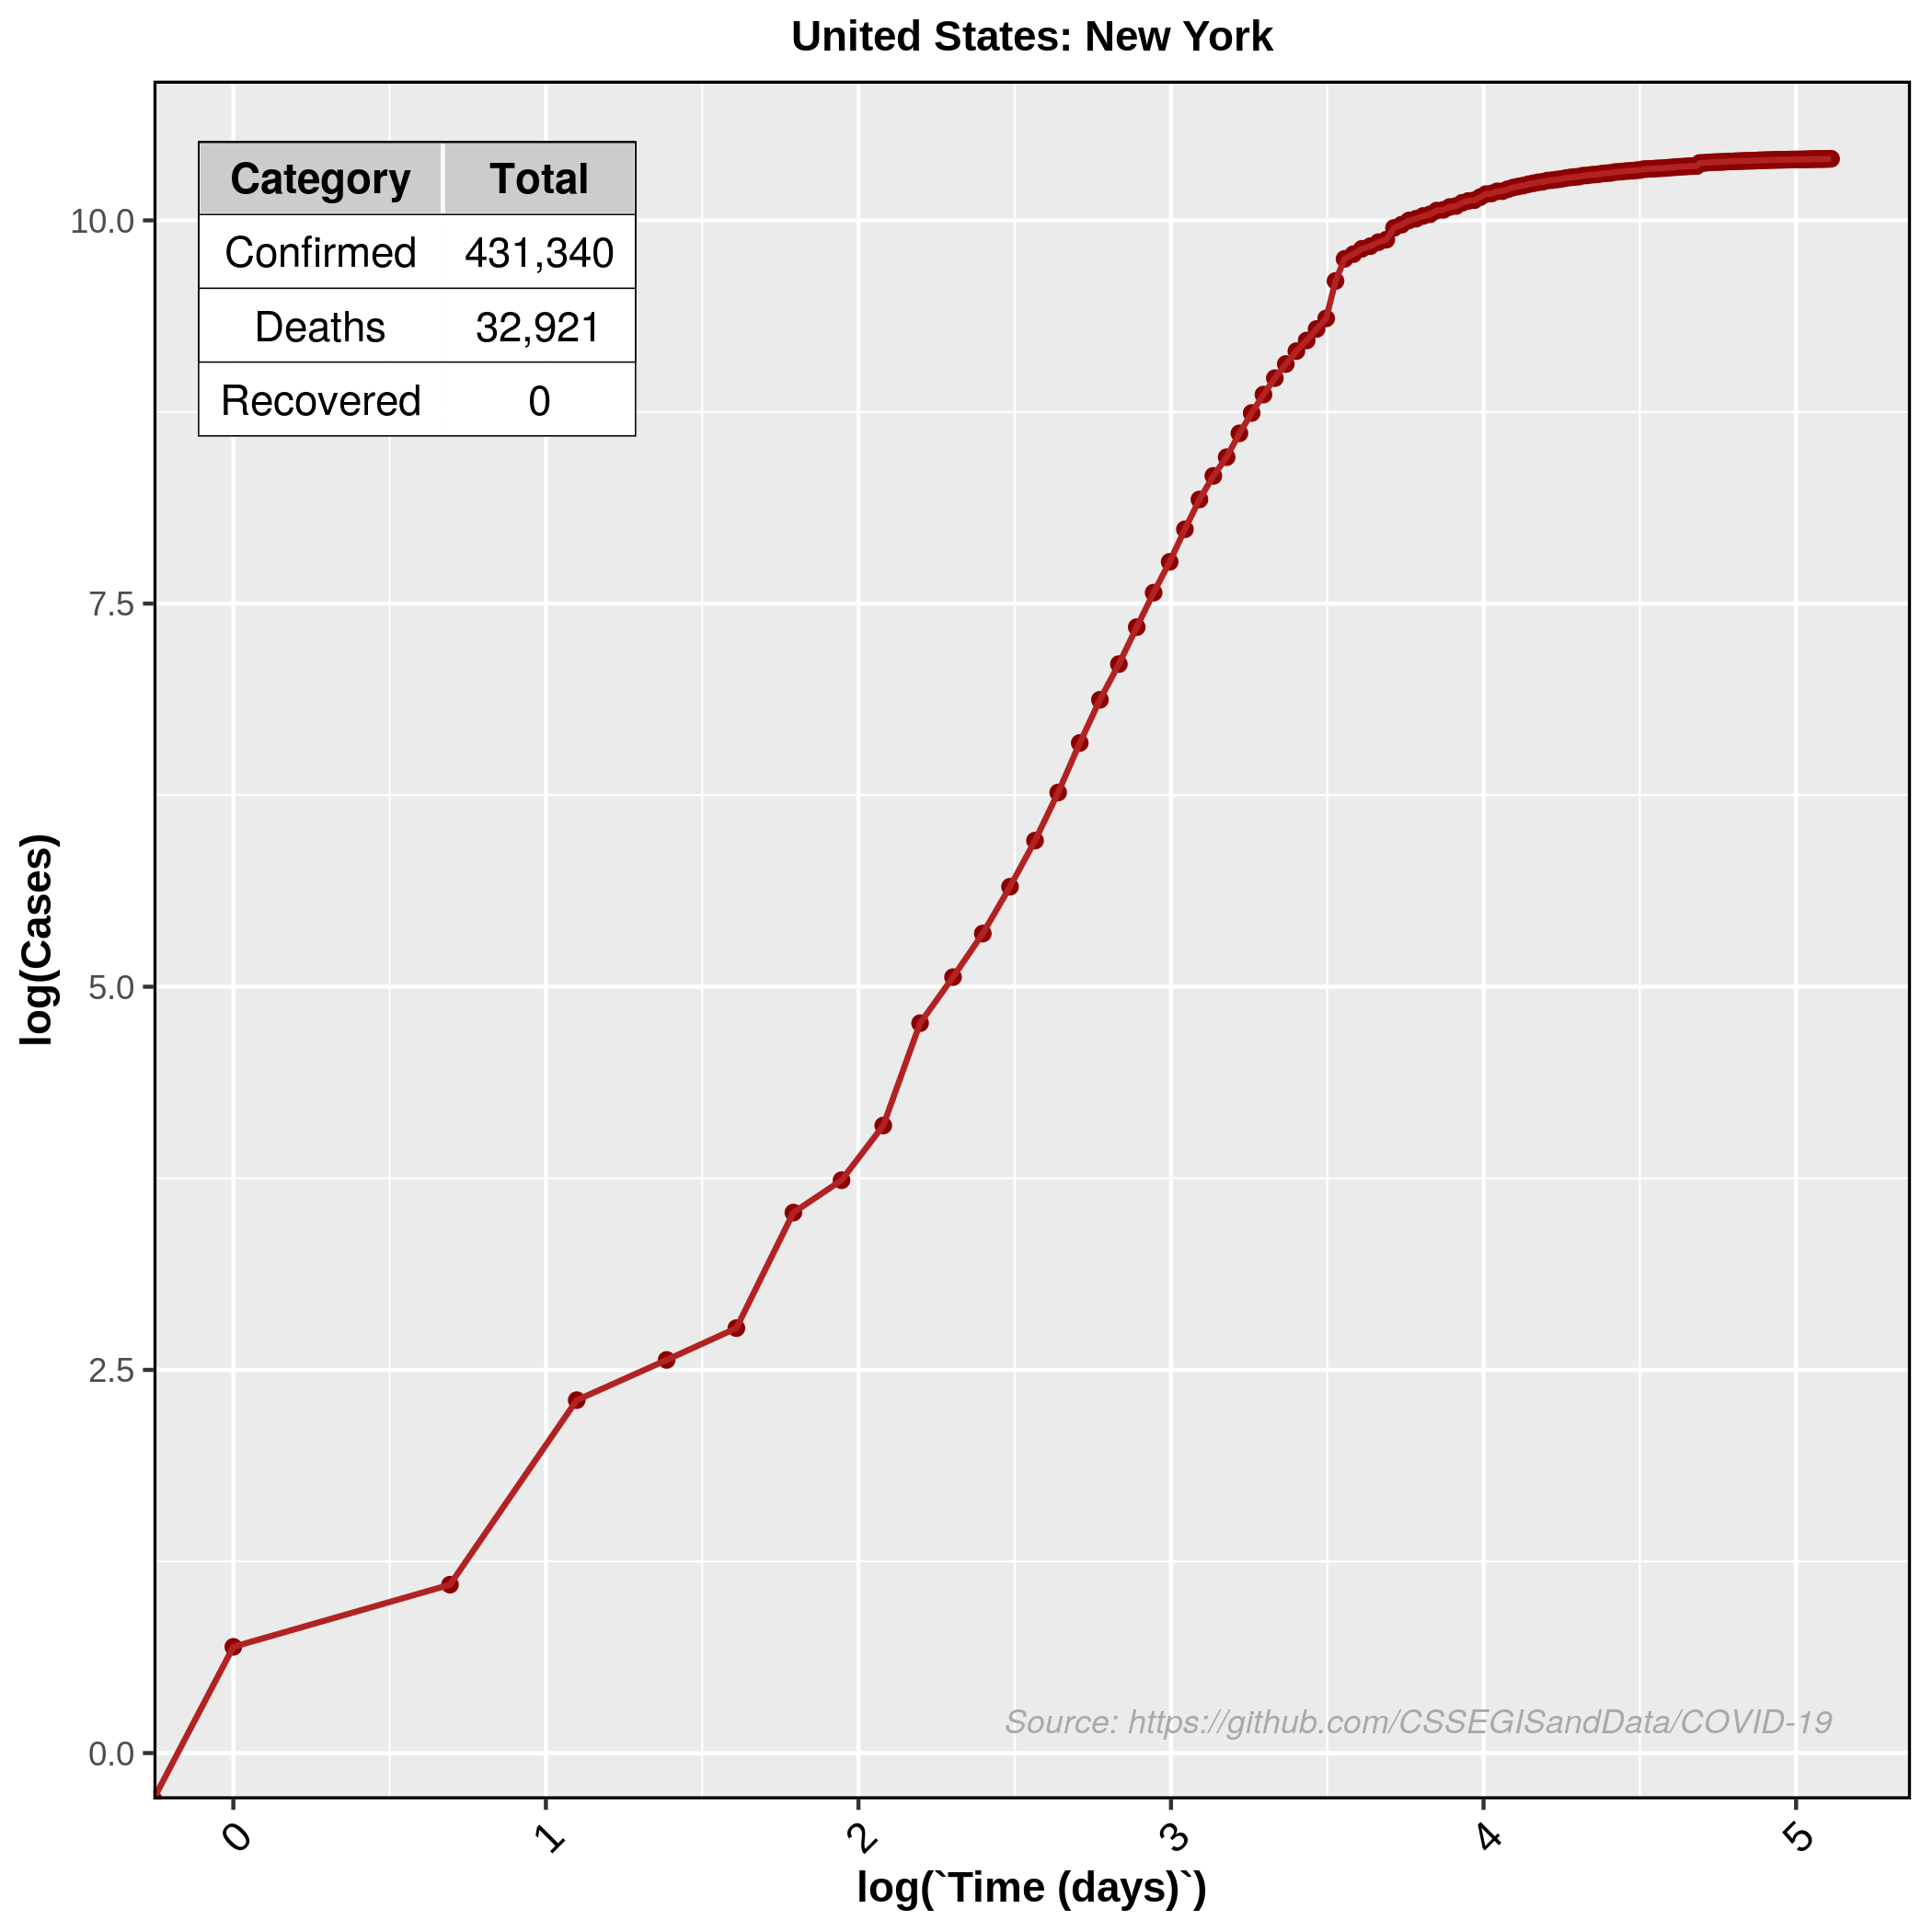 United States: New York
Category Total
Confirmed 431,340
Deaths 32,921
Recovered 0
10.0
7.5
5.0
2.5
0.0
log(Cases)
Source: https://github.com/CSSEGISandData/COVID-19
0 1 2 3 4 5
log(`Time (days)`)